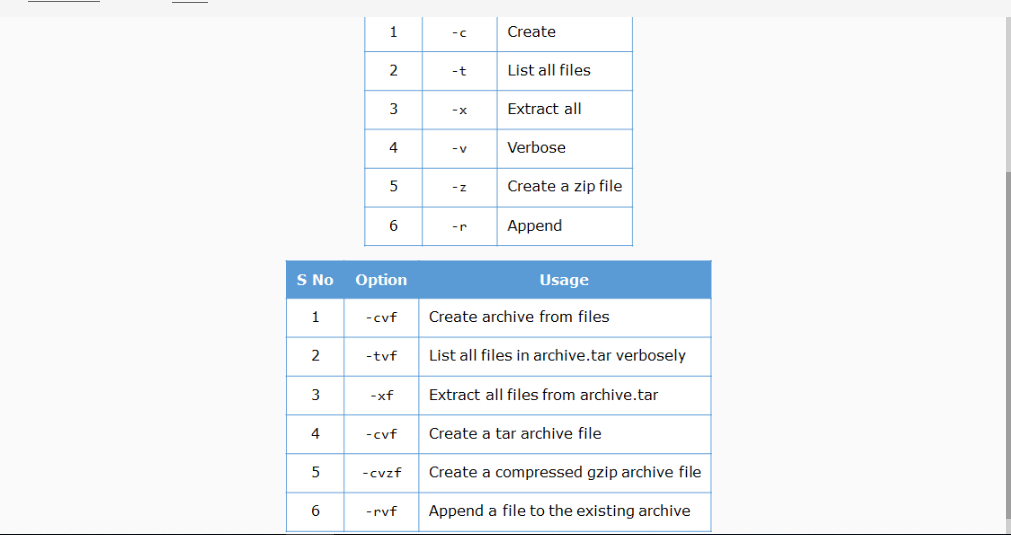 1 -c Create
2 -t List all files
3 -x Extract all
4 -v Verbose
5 -z Create a zip file
6 -r Append
S No Option Usage
1 -cvf Create archive from files
2 -tvf List all files in archive.tar verbosely
3 -xf Extract all files from archive.tar
4 -cvf Create a tar archive file
5 -cvzf Create a compressed gzip archive file
6 -rvf Append a file to the existing archive